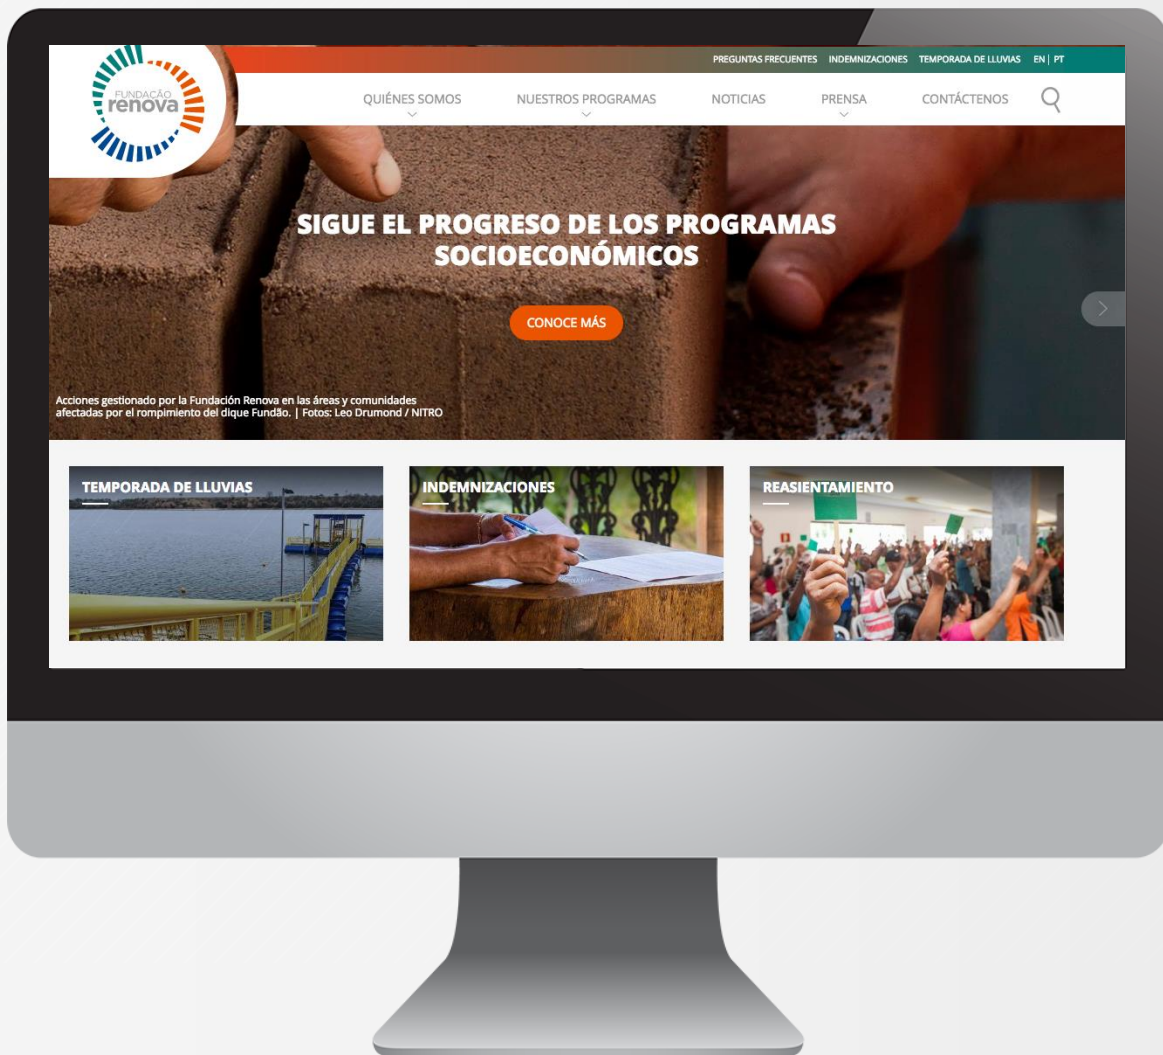 FUNDAÇÃO
renova
PREGUNTAS FRECUENTES INDEMNIZACIONES TEMPORADA DE LLUVIAS EN | PT
QUIÉNES SOMOS NUESTROS PROGRAMAS NOTICIAS PRENSA CONTÁCTENOS
SIGUE EL PROGRESO DE LOS PROGRAMAS
SOCIOECONÓMICOS
CONOCE MÁS
Acciones gestionado por la Fundación Renova en las áreas y comunidades
afectadas por el rompimiento del dique Fundão. | Fotos: Leo Drumond / NITRO
TEMPORADA DE LLUVIAS
INDEMNIZACIONES
REASIENTAMIENTO